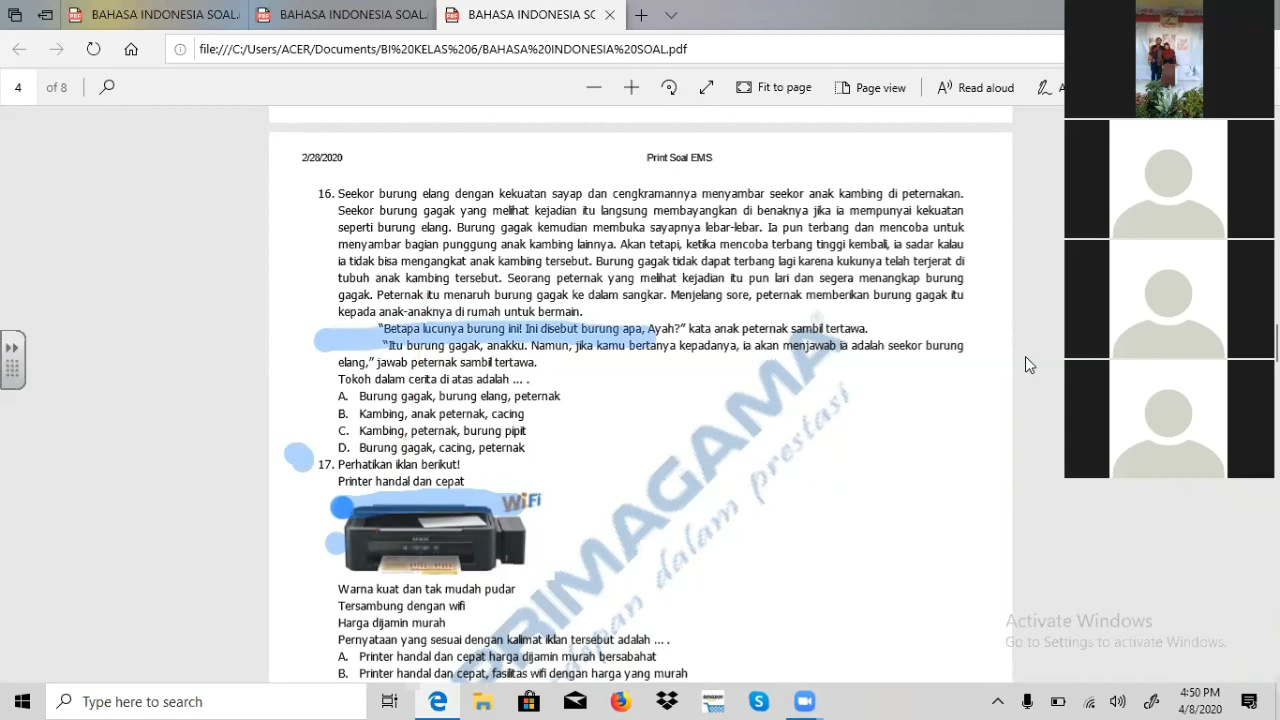 BAHASA INDONESIA SOAL.
BAHASA INDONESIA SOAL.
BAHASA INDONESIA SO
file:///C:/Users/ACER/Documents/BI%20KELAS%206/BAHASA%20INDONESIA%20SOAL.pdf
4 of 8
Fit to page
Page view
Read aloud
2/28/2020
Print Soal EMS
16. Seekor burung elang dengan kekuatan sayap dan cengkramannya menyambar seekor anak kambing di peternakan.
Seekor burung gagak yang melihat kejadian itu langsung membayangkan di benaknya jika ia mempunyai kekuatan
seperti burung elang. Burung gagak kemudian membuka sayapnya lebar-lebar. Ia pun terbang dan mencoba untuk
menyambar bagian punggung anak kambing lainnya. Akan tetapi, ketika mencoba terbang tinggi kembali, ia sadar kalau
ia tidak bisa mengangkat anak kambing tersebut. Burung gagak tidak dapat terbang lagi karena kukunya telah terjerat di
tubuh anak kambing tersebut. Seorang peternak yang melihat kejadian itu pun lari dan segera menangkap burung
gagak. Peternak itu menaruh burung gagak ke dalam sangkar. Menjelang sore, peternak memberikan burung gagak itu
kepada anak-anaknya di rumah untuk bermain.
“Betapa lucunya burung ini! Ini disebut burung apa, Ayah?” kata anak peternak sambil tertawa.
“Itu burung gagak, anakku. Namun, jika kamu bertanya kepadanya, ia akan menjawab ia adalah seekor burung
elang,” jawab peternak sambil tertawa.
Tokoh dalam cerita di atas adalah ... .
A. Burung gagak, burung elang, peternak
B. Kambing, anak peternak, cacing
C. Kambing, peternak, burung pipit
D. Burung gagak, cacing, peternak
17. Perhatikan iklan berikut!
Printer handal dan cepat
WiFi
EPSON
Warna kuat dan tak mudah pudar
Tersambung dengan wifi
Harga dijamin murah
Pernyataan yang sesuai dengan kalimat iklan tersebut adalah ... .
A. Printer handal dan cepat harga dijamin murah bersabahat
B. Printer handal dan cepat, fasilitas wifi dengan harga yang murah
PRIMAGAMA
depan dalam prestasi
Activate Windows
Go to Settings to activate Windows.
Type here to search
4:50 PM
4/8/2020